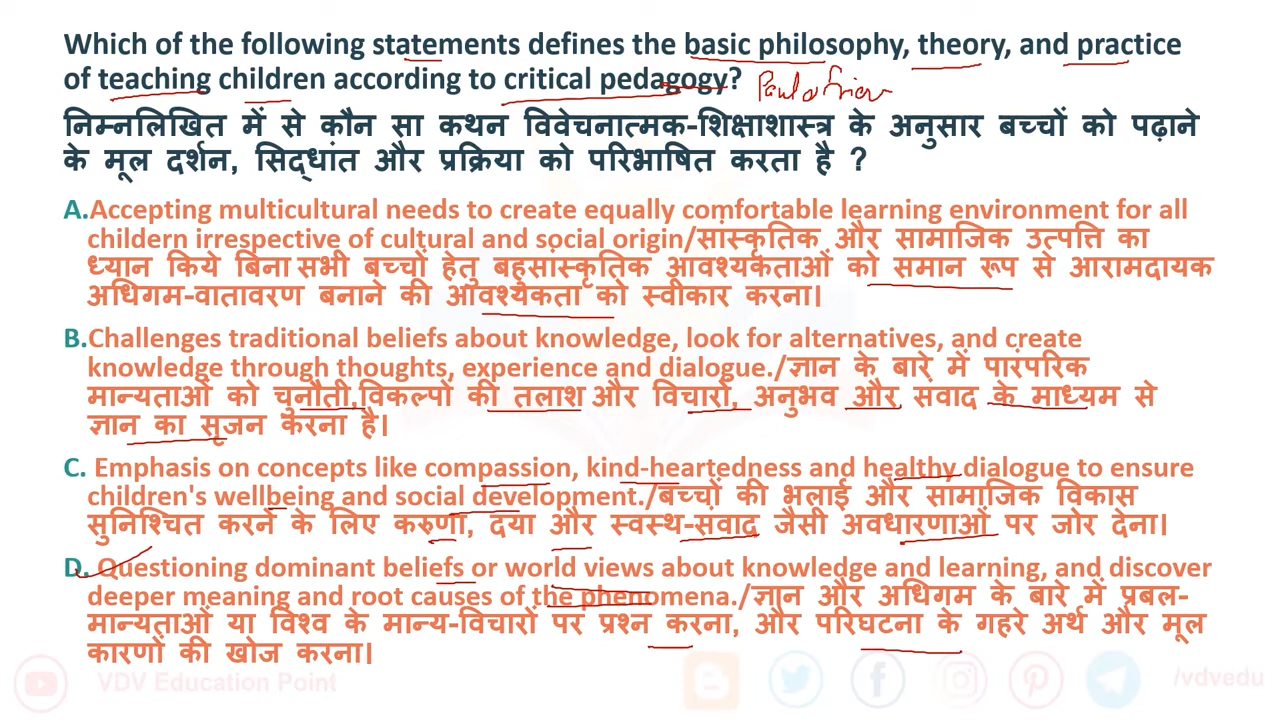 Which of the following statements defines the basic philosophy, theory, and practice
of teaching children according to critical pedagogy?
निम्नलिखित में से कौन सा कथन विवेचनात्मक-शिक्षाशास्त्र के अनुसार बच्चों को पढ़ाने
के मूल दर्शन, सिद्धांत और प्रक्रिया को परिभाषित करता है ?
A.Accepting multicultural needs to create equally comfortable learning environment for all
childern irrespective of cultural and social origin/सांस्कृतिक और सामाजिक उत्पत्ति का
ध्यान किये बिना सभी बच्चों हेतु बहुसांस्कृतिक आवश्यकताओं को समान रूप से आरामदायक
अधिगम-वातावरण बनाने की आवश्यकता को स्वीकार करना।
B.Challenges traditional beliefs about knowledge, look for alternatives, and create
knowledge through thoughts, experience and dialogue./ज्ञान के बारे में पारंपरिक
मान्यताओं को चुनौती,विकल्पों की तलाश और विचारों, अनुभव और संवाद के माध्यम से
ज्ञान का सृजन करना है।
C. Emphasis on concepts like compassion, kind-heartedness and healthy dialogue to ensure
children's wellbeing and social development./बच्चों की भलाई और सामाजिक विकास
सुनिश्चित करने के लिए करुणा, दया और स्वस्थ-संवाद जैसी अवधारणाओं पर जोर देना।
D. Questioning dominant beliefs or world views about knowledge and learning, and discover
deeper meaning and root causes of the phenomena./ज्ञान और अधिगम के बारे में प्रबल-
मान्यताओं या विश्व के मान्य-विचारों पर प्रश्न करना, और परिघटना के गहरे अर्थ और मूल
कारणों की खोज करना।
VDV Education Point
/vdvedu